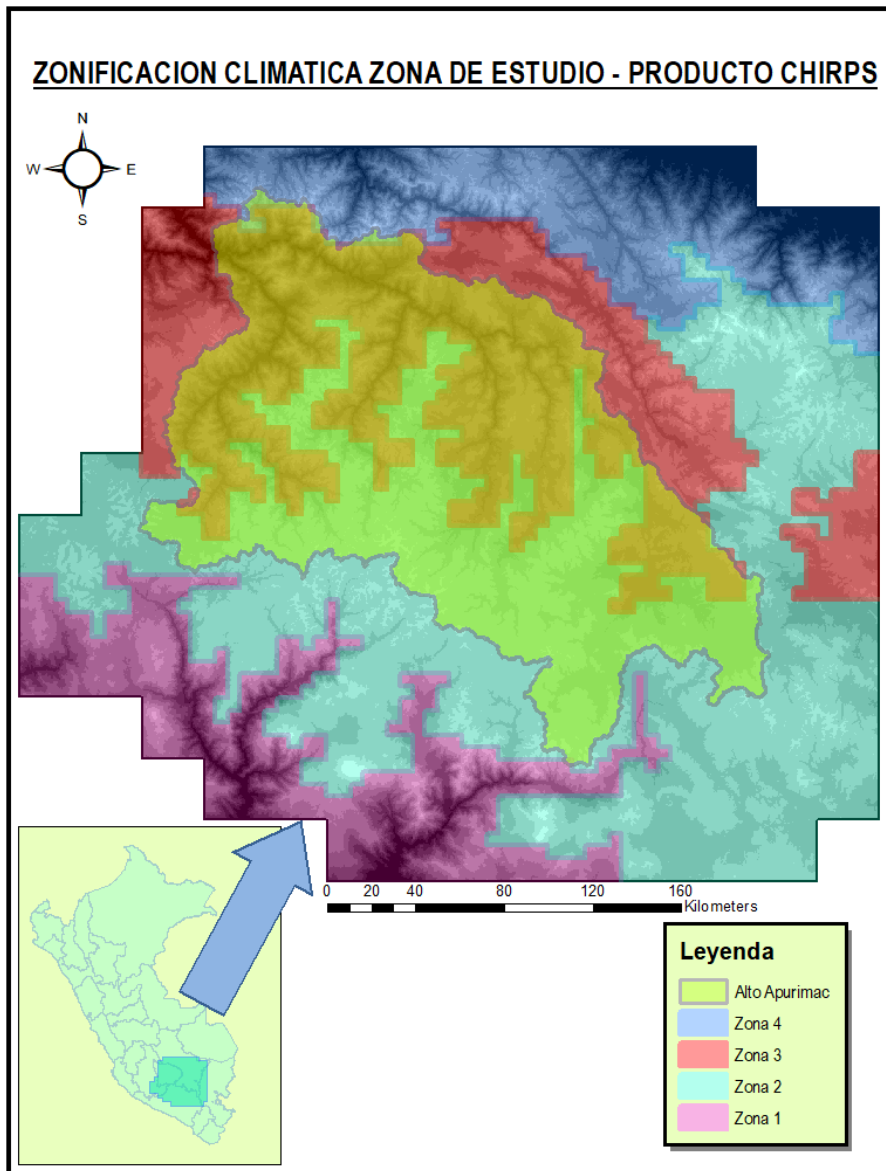 ZONIFICACION CLIMATICA ZONA DE ESTUDIO - PRODUCTO CHIRPS
N
W E
S
0 20 40 80 120 160
Kilometers
Leyenda
Alto Apurimac
Zona 4
Zona 3
Zona 2
Zona 1